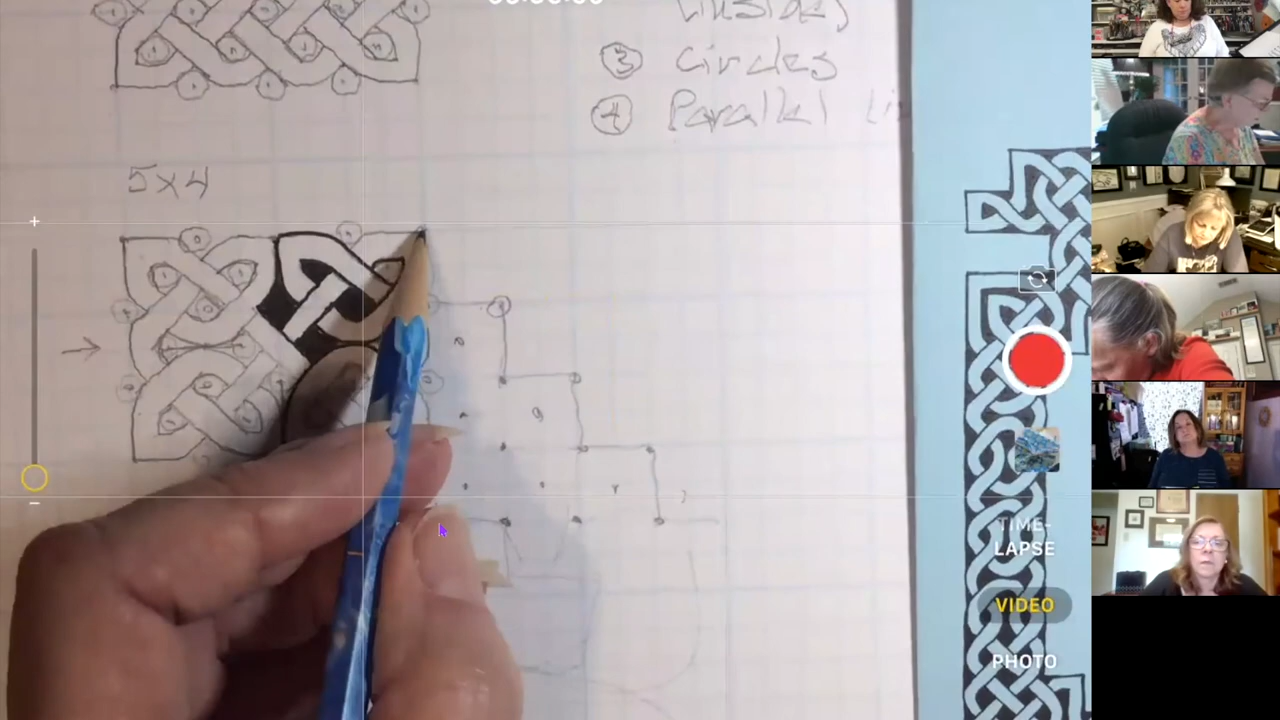 ③ Circles
④ Parallel
5x4
TIME-
LAPSE
VIDEO
PHOTO